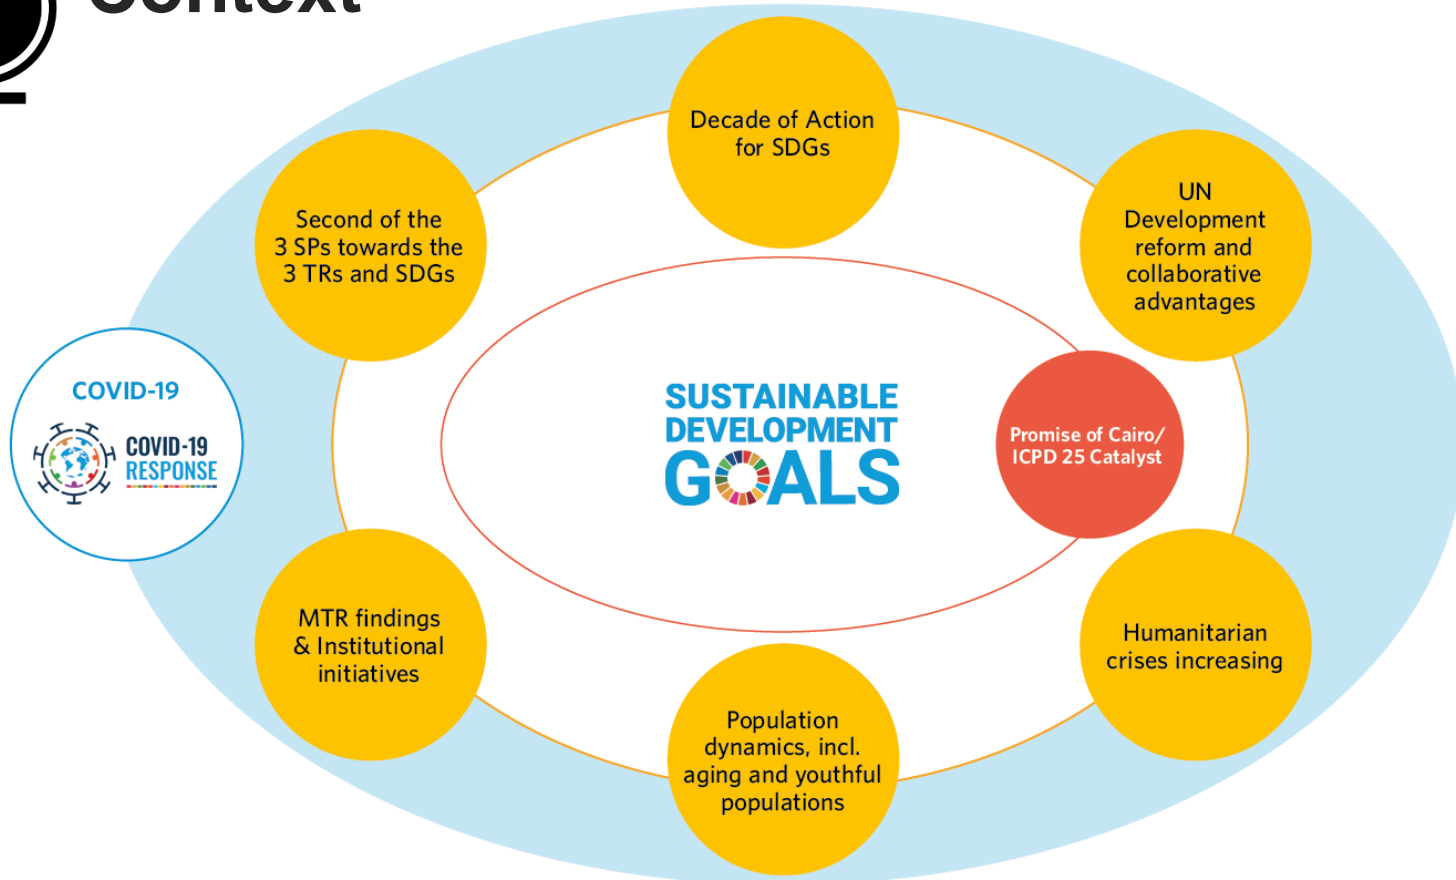 Context
Decade of Action
for SDGs
Second of the
3 SPs towards the
3 TRs and SDGs
UN
Development
reform and
collaborative
advantages
COVID-19
COVID-19
RESPONSE
SUSTAINABLE
DEVELOPMENT
GOALS
Promise of Cairo/
ICPD 25 Catalyst
MTR findings
& Institutional
initiatives
Humanitarian
crises increasing
Population
dynamics, incl.
aging and youthful
populations